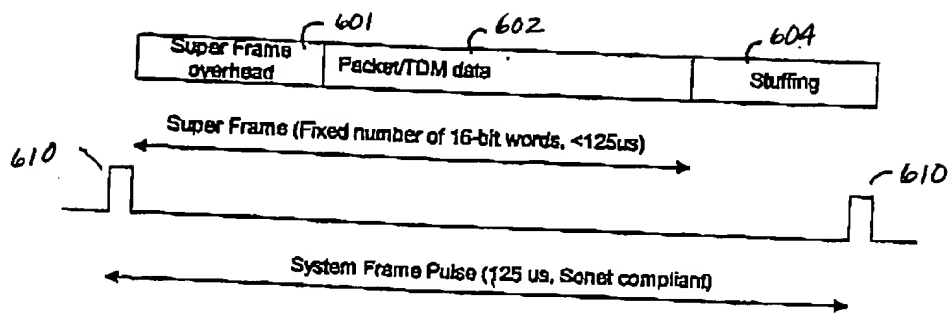 601
602
604
Super Frame
overhead
Packet/TDM data
Stuffing
Super Frame (Fixed number of 16-bit words, <125us)
610
610
System Frame Pulse (125 us, Sonet compliant)